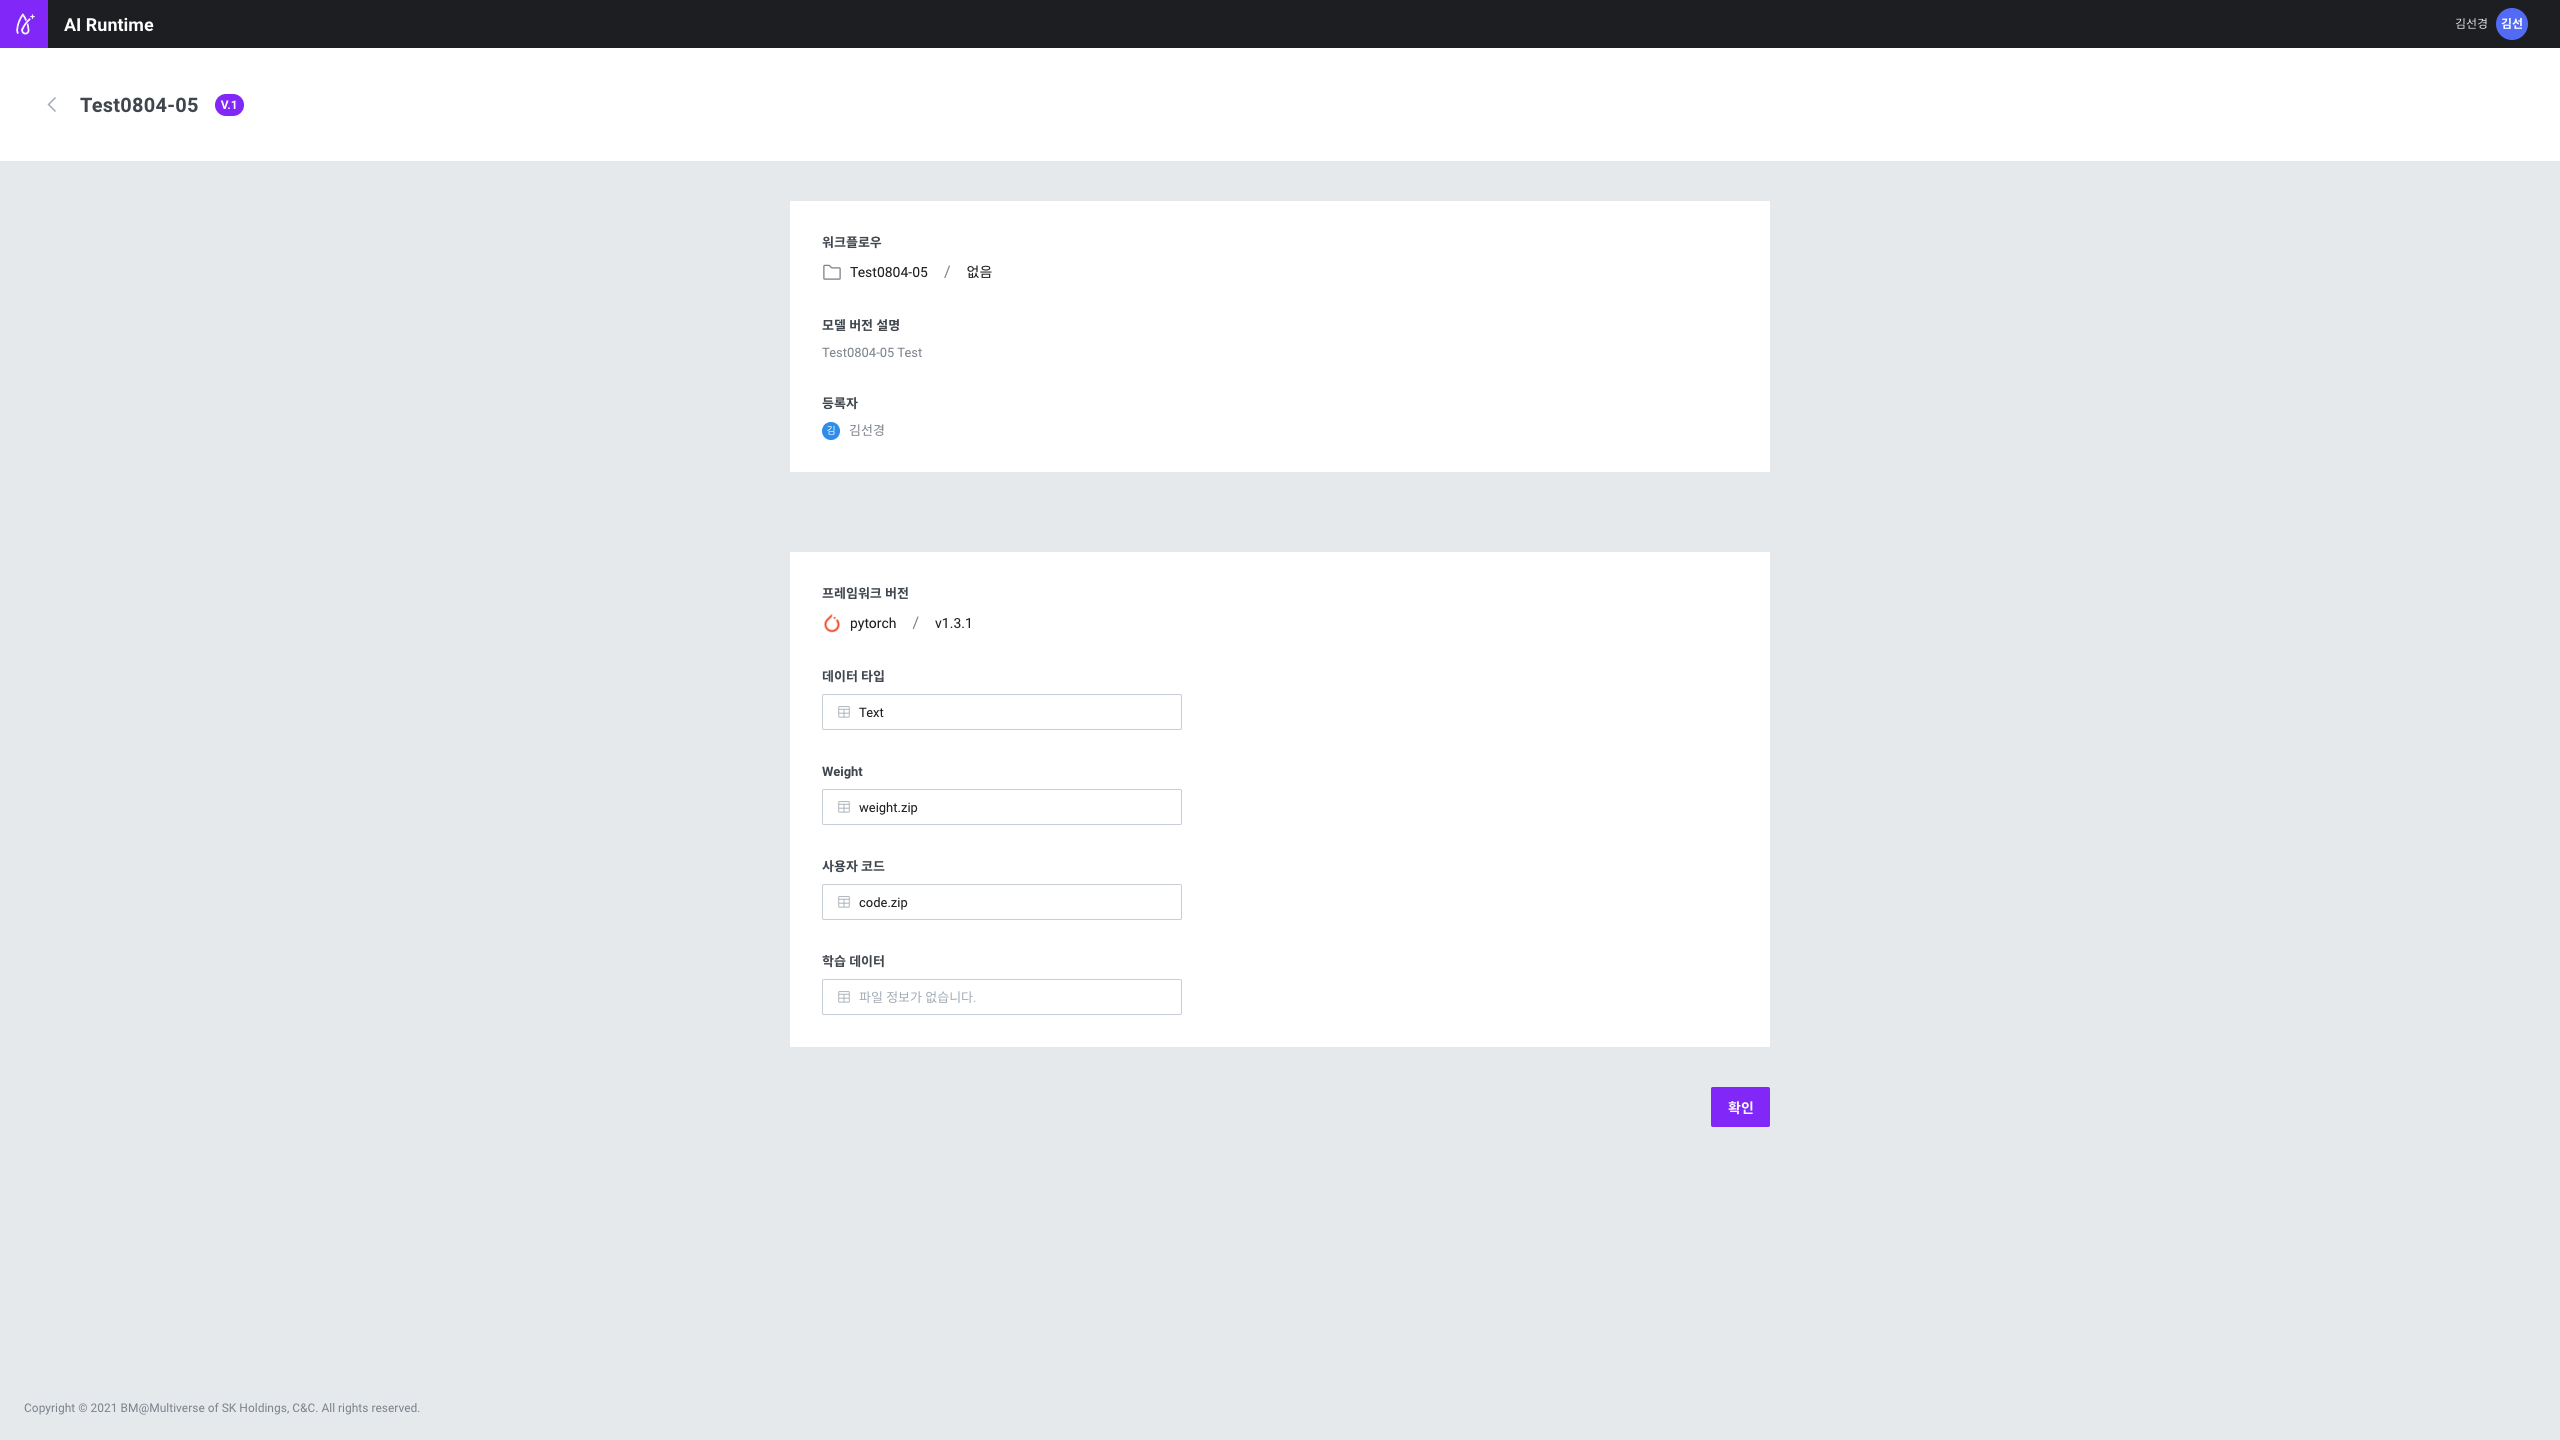 AI Runtime
김선경 김선
Test0804-05 V.1
워크플로우
Test0804-05 / 없음
모델 버전 설명
Test0804-05 Test
등록자
김 김선경
프레임워크 버전
pytorch / v1.3.1
데이터 타입
Text
Weight
weight.zip
사용자 코드
code.zip
학습 데이터
파일 정보가 없습니다.
확인
Copyright © 2021 BM@Multiverse of SK Holdings, C&C. All rights reserved.